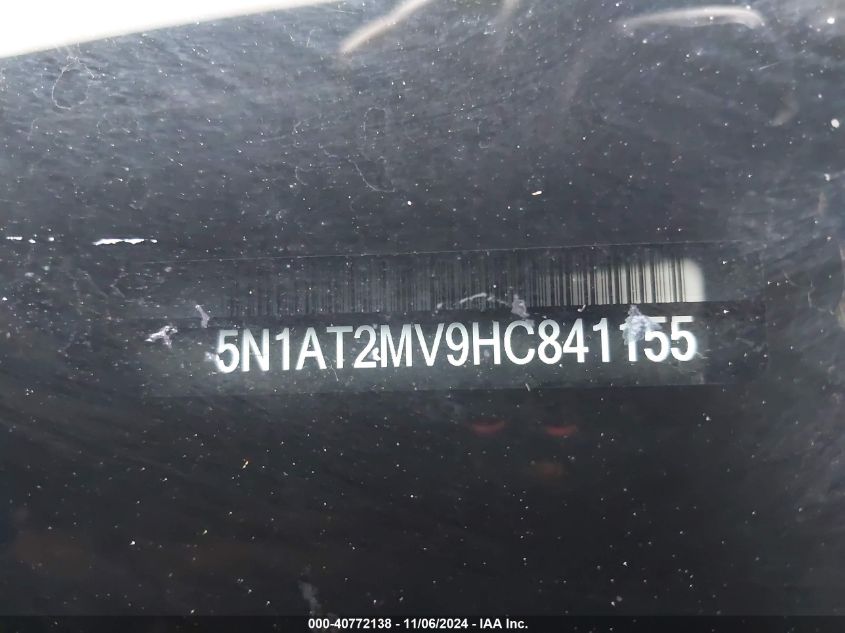 5N1AT2MV9HC841155
000-40772138 - 11/06/2024 - IAA Inc.